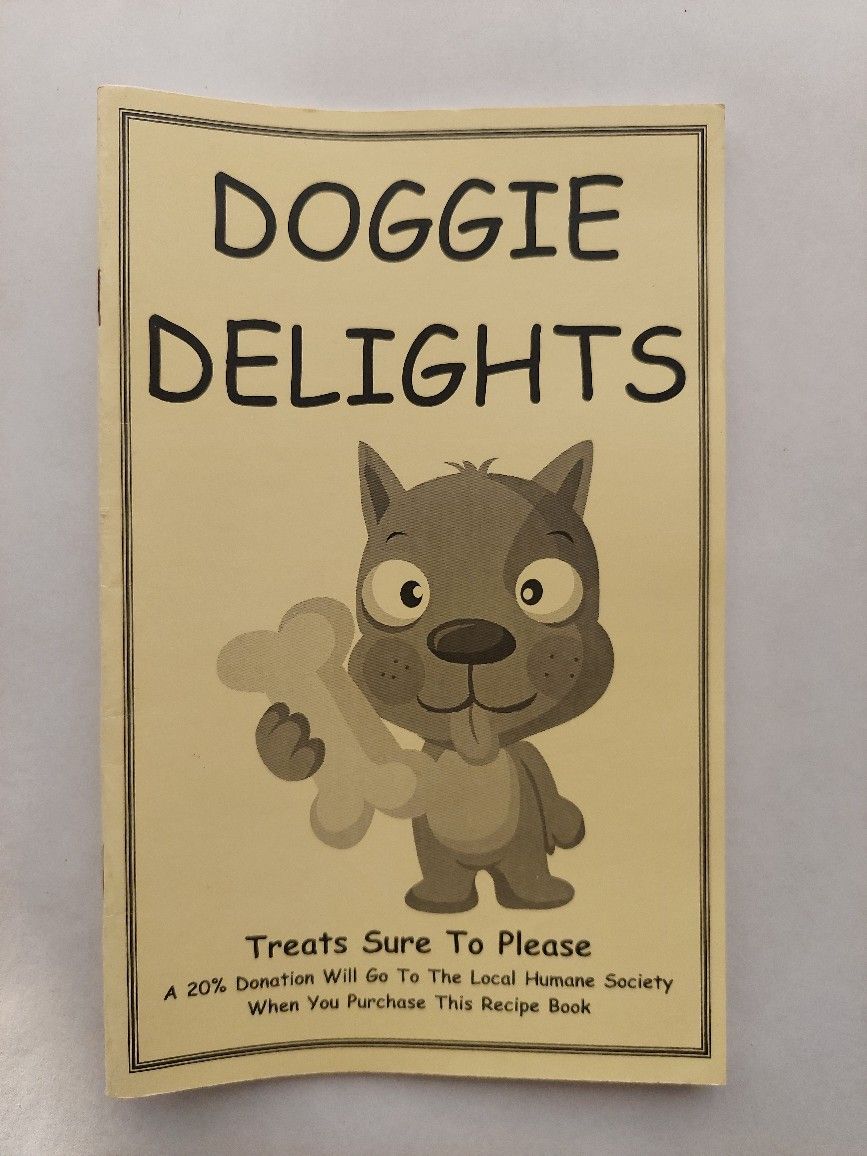 DOGGIE
DELIGHTS
Treats Sure To Please
A 20% Donation Will Go To The Local Humane Society
When You Purchase This Recipe Book